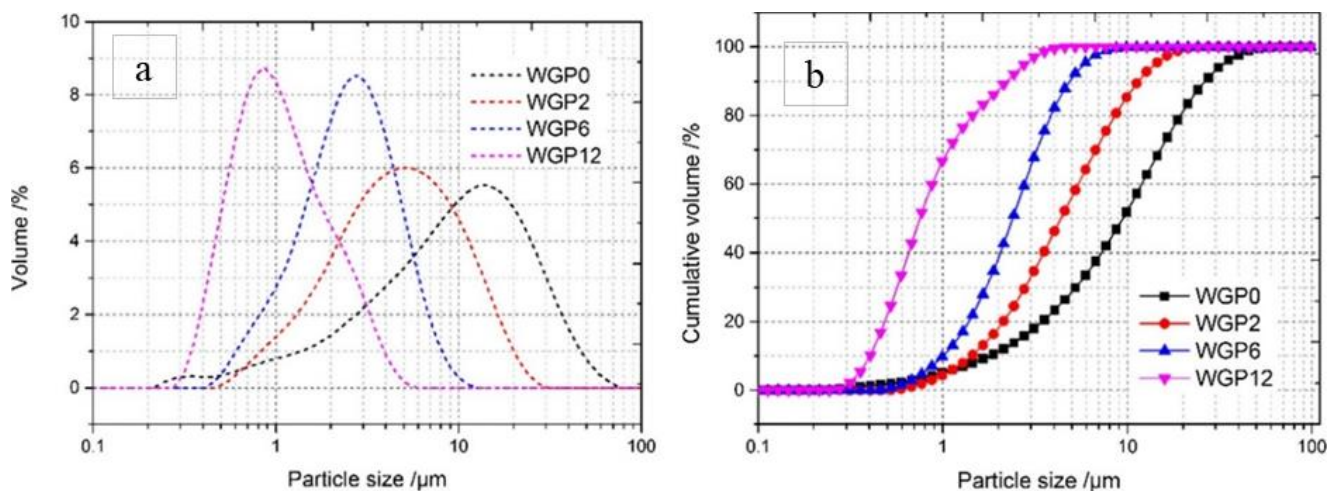 a
Volume /%
10
8
6
4
2
0
WGP0
WGP2
WGP6
WGP12
0.1
1
10
100
Particle size /µm
b
Cumulative volume /%
100
80
60
40
20
0
WGP0
WGP2
WGP6
WGP12
0.1
1
10
100
Particle size /µm